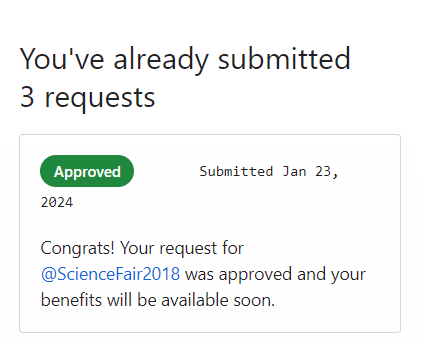 You've already submitted
3 requests
Approved Submitted Jan 23,
2024
Congrats! Your request for
@ScienceFair2018 was approved and your
benefits will be available soon.